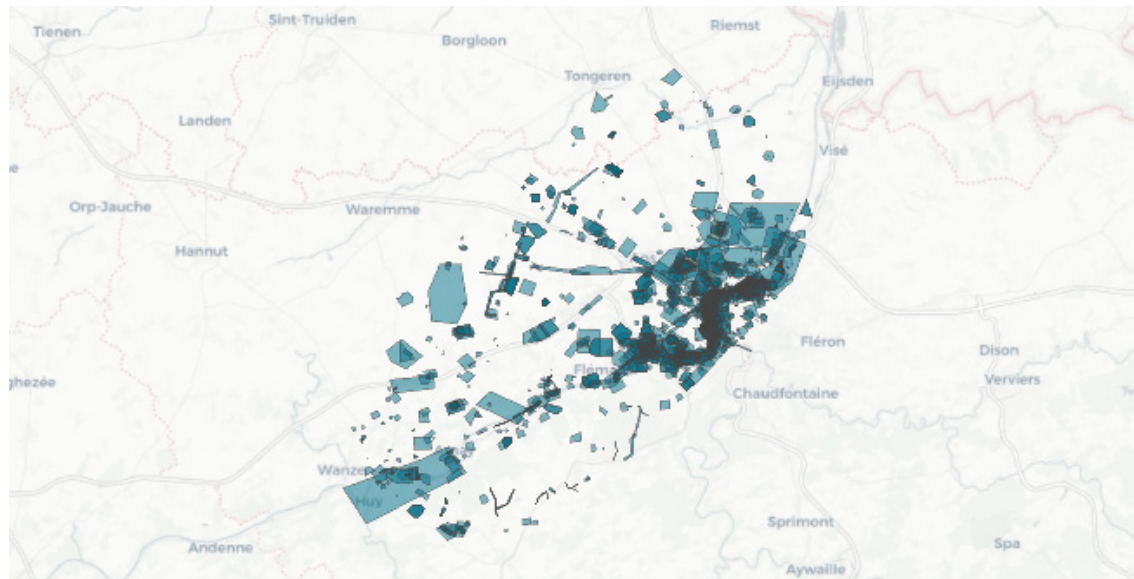 Sint-Truiden
Tienen
Riemst
Borgloon
Tongeren
Eijsden
Landen
Visé
Orp-Jauche
Waremme
Hannut
Fléron
Dison
Fléma
Verviers
ghezée
Chaudfontaine
Wanze
Huy
Sprimont
Andenne
Spa
Aywaille